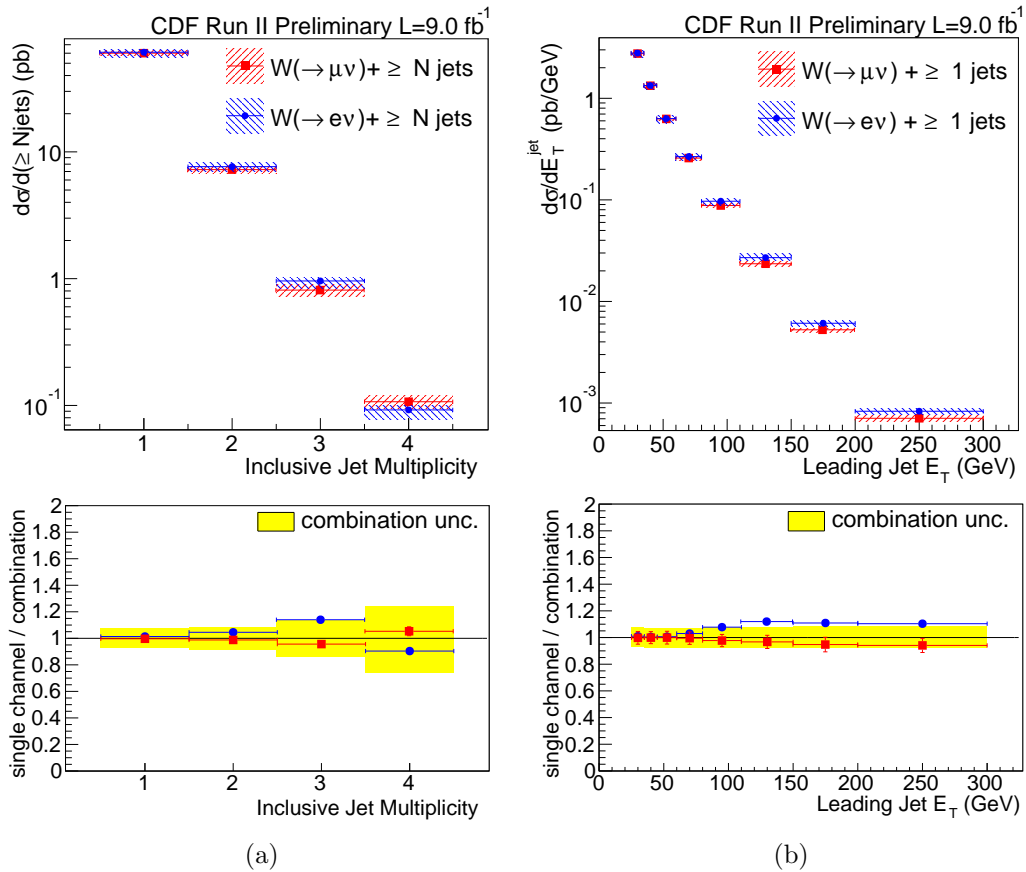 CDF Run II Preliminary L=9.0 fb⁻¹
dσ/d(≥ Njets) (pb)
W(→μν)+ ≥ N jets
W(→eν)+ ≥ N jets
10
1
10⁻¹
1 2 3 4
Inclusive Jet Multiplicity
single channel / combination
combination unc.
2
1.8
1.6
1.4
1.2
1
0.8
0.6
0.4
0.2
0
1 2 3 4
Inclusive Jet Multiplicity
(a)
CDF Run II Preliminary L=9.0 fb⁻¹
dσ/dE_T^jet (pb/GeV)
W(→μν) + ≥ 1 jets
W(→eν) + ≥ 1 jets
1
10⁻¹
10⁻²
10⁻³
0 50 100 150 200 250 300
Leading Jet E_T (GeV)
single channel / combination
combination unc.
2
1.8
1.6
1.4
1.2
1
0.8
0.6
0.4
0.2
0
0 50 100 150 200 250 300
Leading Jet E_T (GeV)
(b)